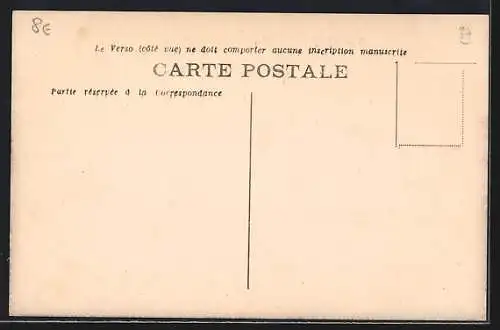 8€
Le Verso (côté vue) ne doit comporter aucune inscription manuscrite
CARTE POSTALE
Partie réservée à la Correspondance